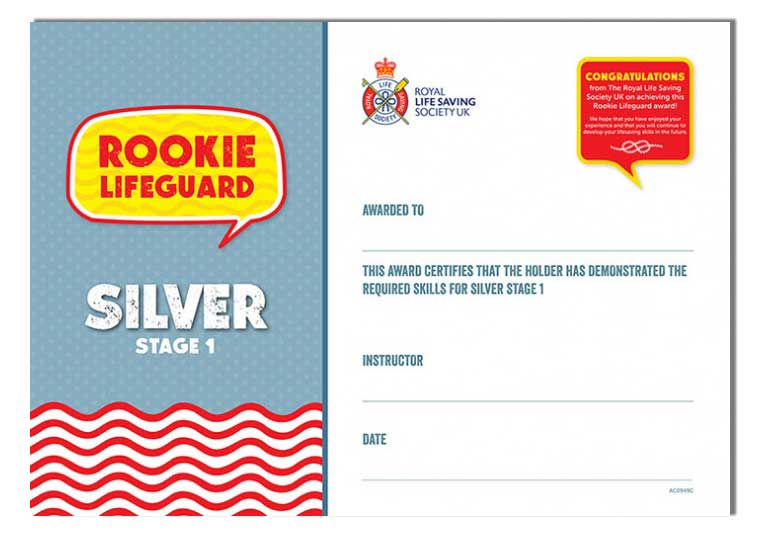 ROOKIE
LIFEGUARD
SILVER
STAGE 1
ROYAL
LIFE SAVING
SOCIETY UK
ROYAL
LIFE
SAVING
SOCIETY
CONGRATULATIONS
from The Royal Life Saving
Society UK on achieving this
Rookie Lifeguard award!
We hope that you have enjoyed your
experience and that you will continue to
develop your lifesaving skills in the future.
AWARDED TO
THIS AWARD CERTIFIES THAT THE HOLDER HAS DEMONSTRATED THE
REQUIRED SKILLS FOR SILVER STAGE 1
INSTRUCTOR
DATE
AC0949C